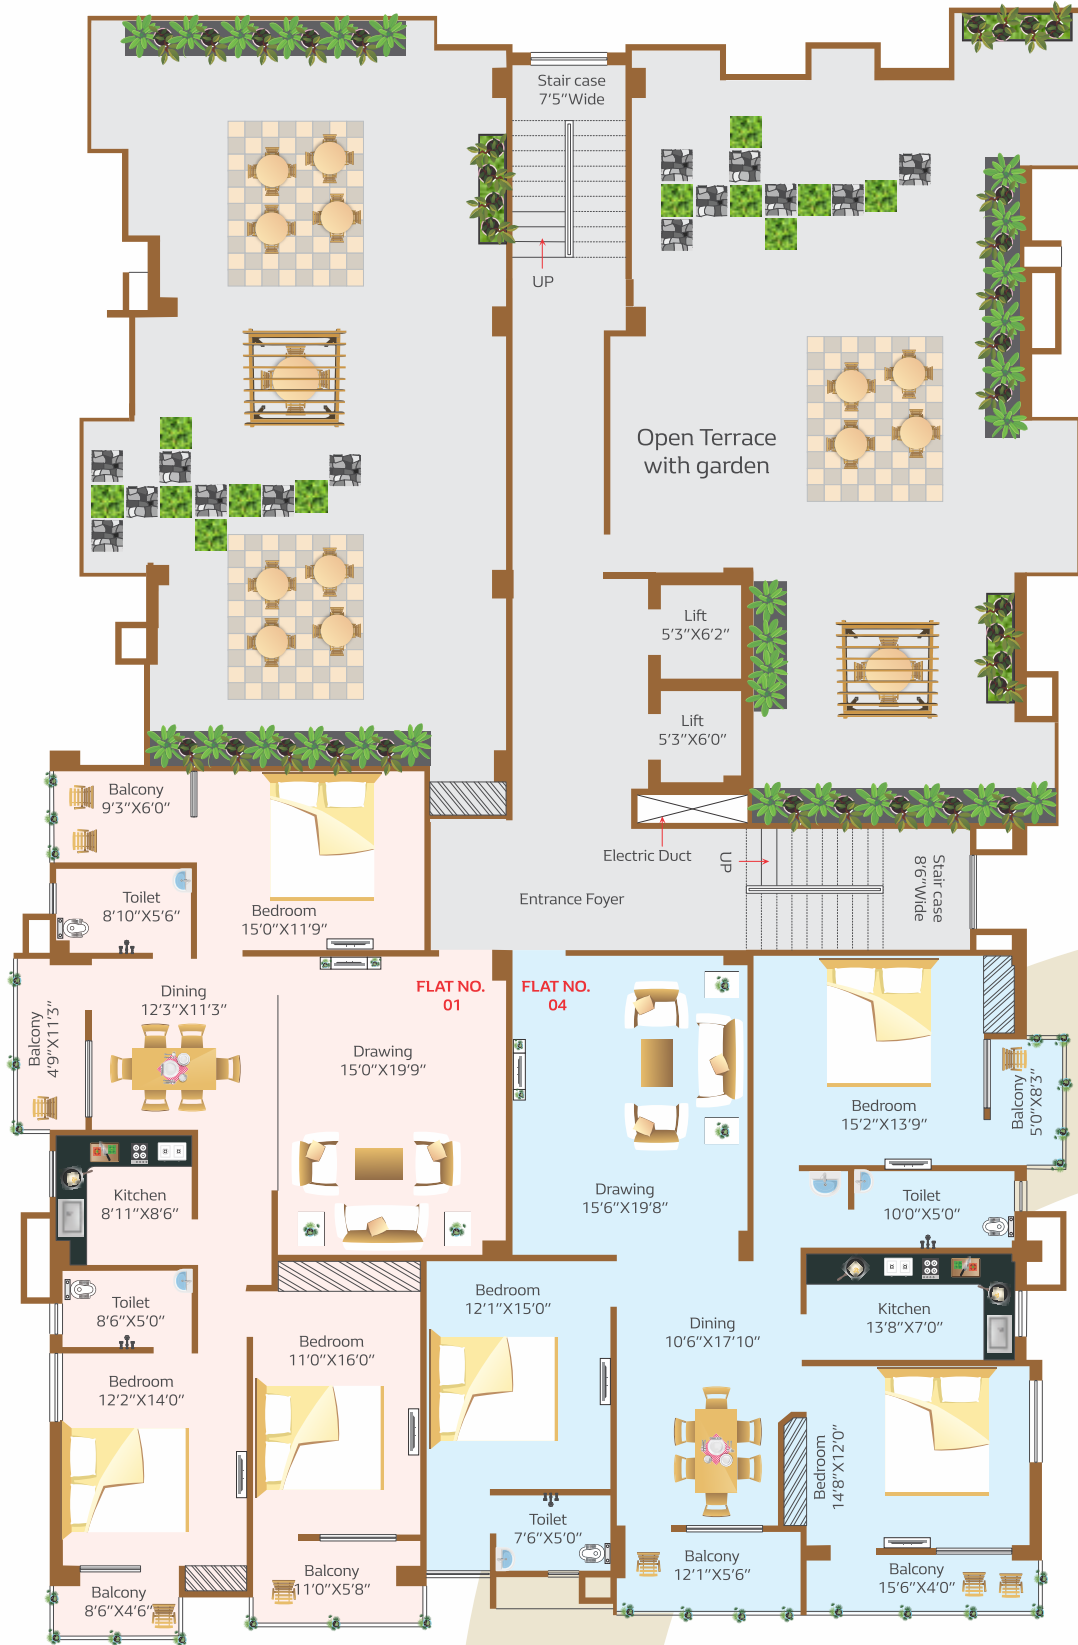 Stair case
7'5"Wide
UP
Open Terrace
with garden
Lift
5'3"X6'2"
Lift
5'3"X6'0"
Electric Duct
UP
Stair case
8'6"Wide
Entrance Foyer
Balcony
9'3"X6'0"
Toilet
8'10"X5'6"
Bedroom
15'0"X11'9"
Dining
12'3"X11'3"
Balcony
4'9"X11'3"
FLAT NO.
01
FLAT NO.
04
Drawing
15'0"X19'9"
Bedroom
15'2"X13'9"
Balcony
5'0"X8'3"
Kitchen
8'11"X8'6"
Drawing
15'6"X19'8"
Toilet
10'0"X5'0"
Toilet
8'6"X5'0"
Bedroom
12'1"X15'0"
Dining
10'6"X17'10"
Kitchen
13'8"X7'0"
Bedroom
11'0"X16'0"
Bedroom
12'2"X14'0"
Bedroom
14'8"X12'0"
Toilet
7'6"X5'0"
Balcony
12'1"X5'6"
Balcony
15'6"X4'0"
Balcony
11'0"X5'8"
Balcony
8'6"X4'6"